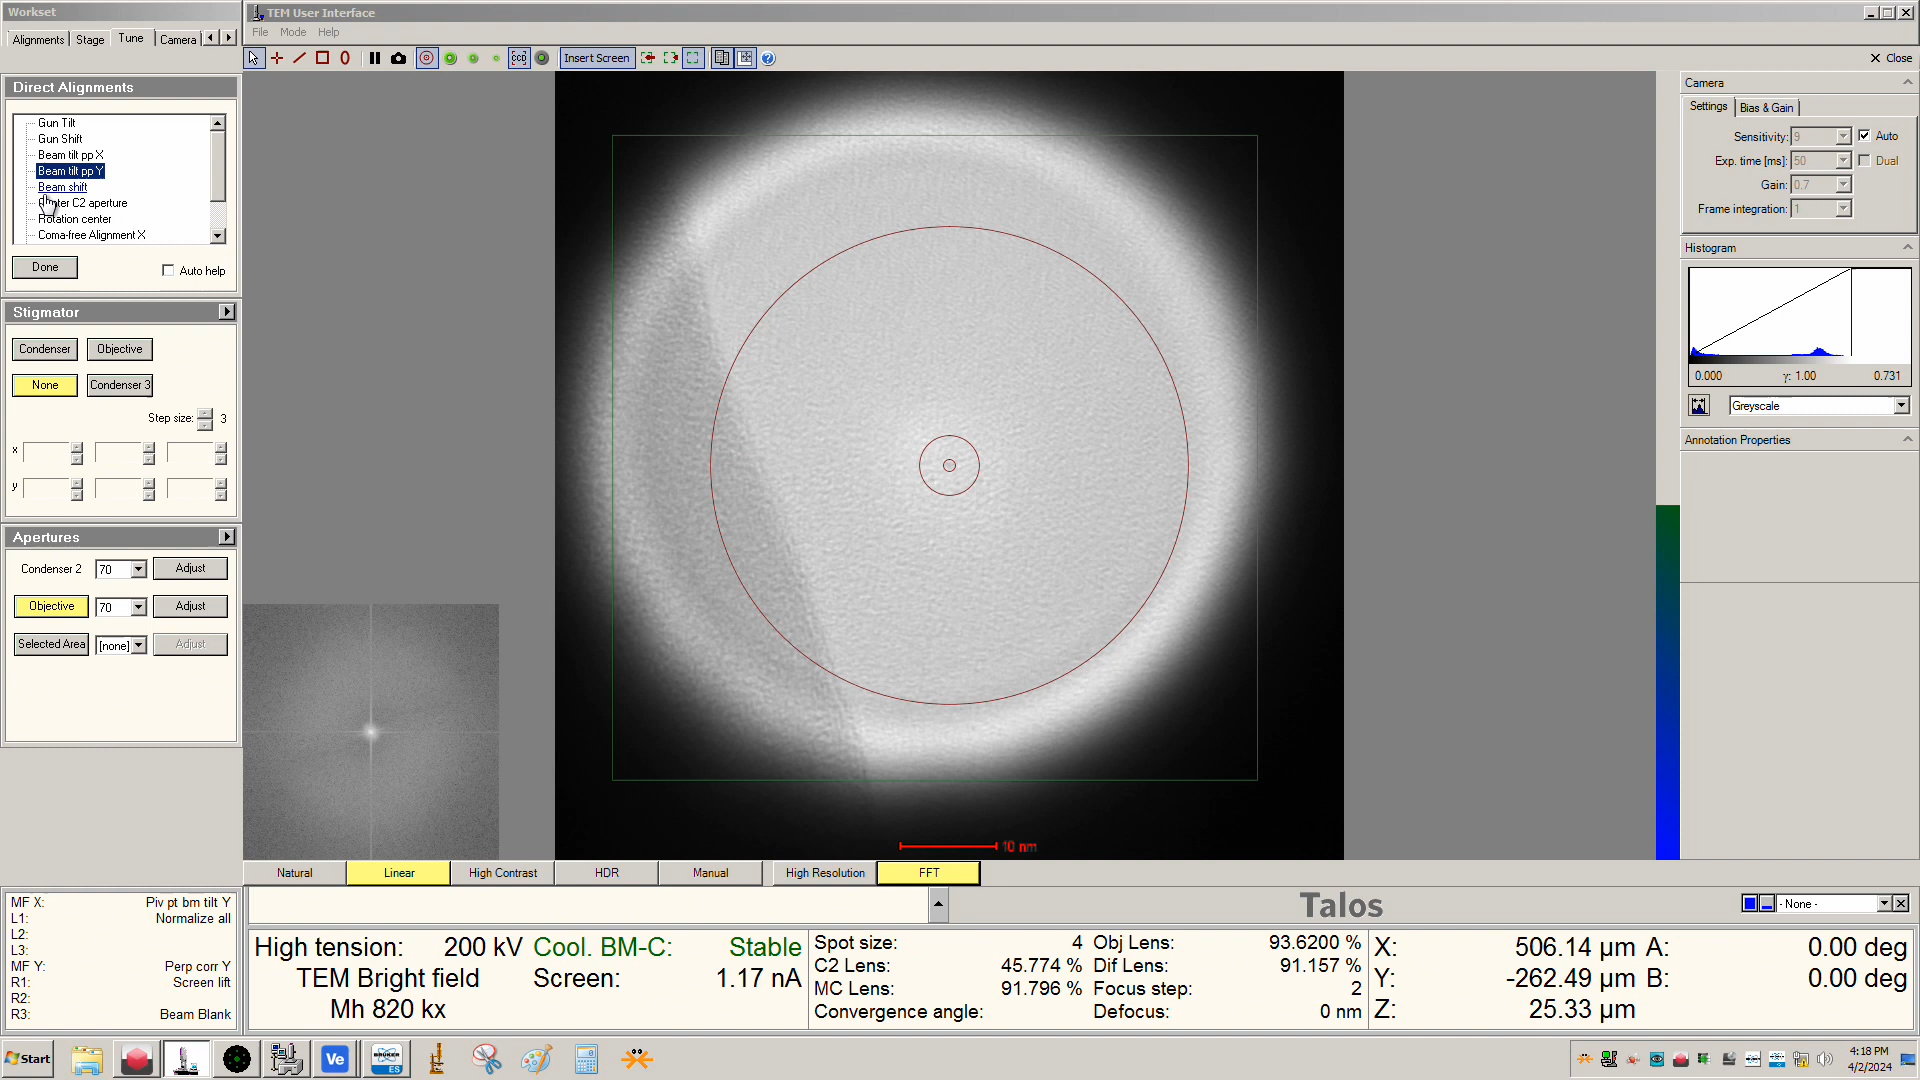 Workset
TEM User Interface
Alignments
Stage
Tune
Camera
File
Mode
Help
CCD
Insert Screen
Close
Direct Alignments
Gun Tilt
Gun Shift
Beam tilt pp X
Beam tilt pp Y
Beam shift
Rotation center
Coma-free Alignment X
Done
Auto help
Stigmator
Condenser
Objective
None
Condenser 3
Step size:
3
x
y
Apertures
Condenser 2
70
Adjust
Objective
70
Adjust
Selected Area
[none]
Adjust
10 nm
Camera
Settings
Bias & Gain
Sensitivity:
9
Auto
Exp. time [ms]:
50
Dual
Gain:
0.7
Frame integration:
1
Histogram
0.000
γ: 1.00
0.731
Greyscale
Annotation Properties
Natural
Linear
High Contrast
HDR
Manual
High Resolution
FFT
MF X: Piv pt bm tilt Y
L1: Normalize all
L2:
L3:
MF Y: Perp corr Y
R1: Screen lift
R2:
R3: Beam Blank
Talos
- None -
High tension: 200 kV
Cool. BM-C: Stable
TEM Bright field
Screen: 1.17 nA
Mh 820 kx
Spot size: 4
C2 Lens: 45.774 %
MC Lens: 91.796 %
Convergence angle:
Obj Lens: 93.6200 %
Dif Lens: 91.157 %
Focus step: 2
Defocus: 0 nm
X: 506.14 µm
Y: -262.49 µm
Z: 25.33 µm
A: 0.00 deg
B: 0.00 deg
Start
Ve
BRUKER
ES
4:18 PM
4/2/2024